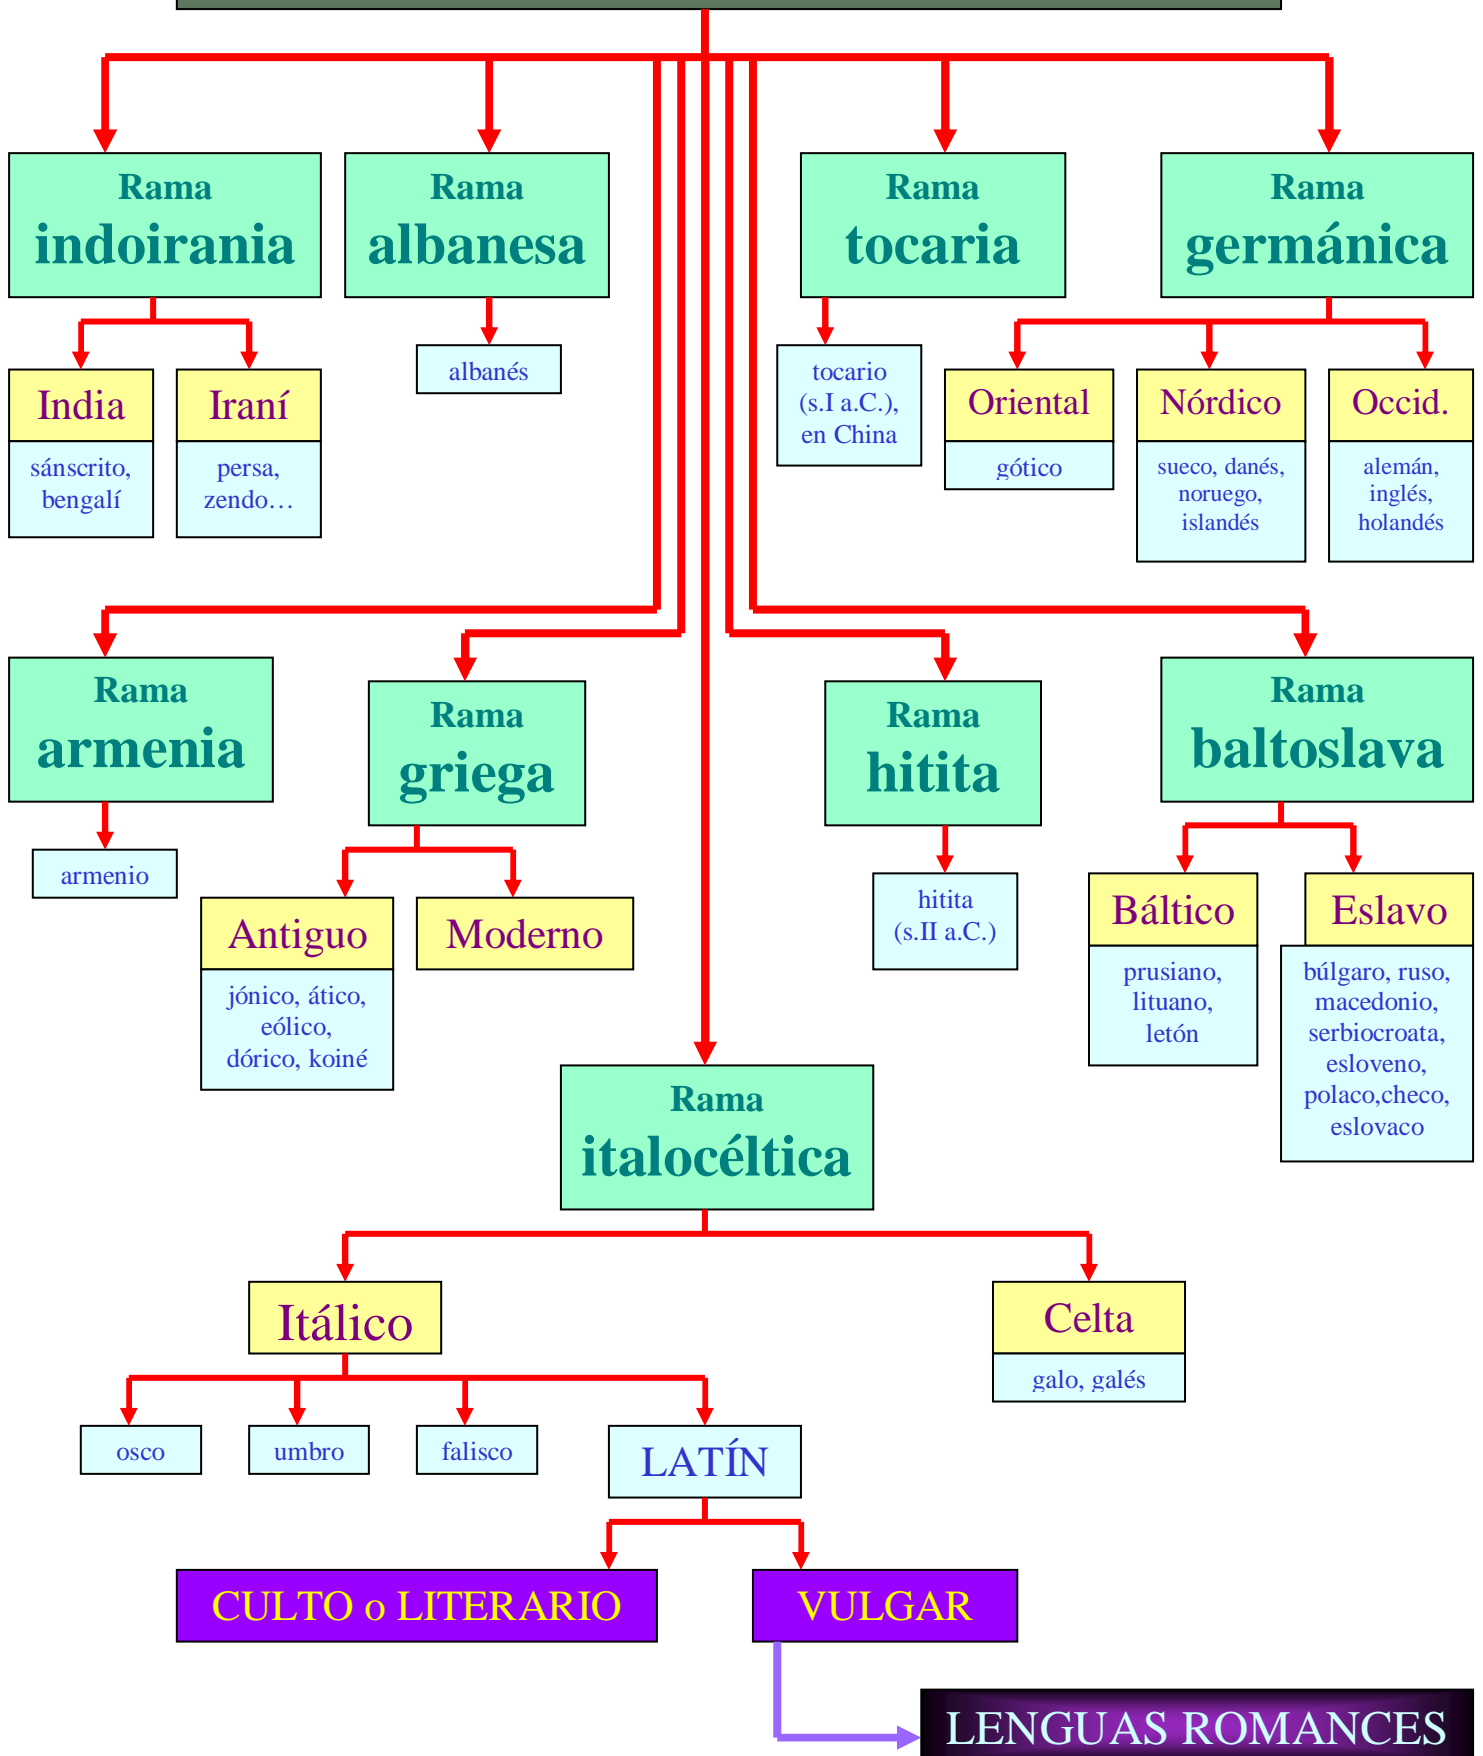 Rama
indoirania
Rama
albanesa
Rama
tocaria
Rama
germánica
India
sánscrito,
bengalí
Iraní
persa,
zendo…
albanés
tocario
(s.I a.C.),
en China
Oriental
gótico
Nórdico
sueco, danés,
noruego,
islandés
Occid.
alemán,
inglés,
holandés
Rama
armenia
Rama
griega
Rama
hitita
Rama
baltoslava
armenio
Antiguo
jónico, ático,
eólico,
dórico, koiné
Moderno
hitita
(s.II a.C.)
Báltico
prusiano,
lituano,
letón
Eslavo
búlgaro, ruso,
macedonio,
serbiocroata,
esloveno,
polaco,checo,
eslovaco
Rama
italocéltica
Itálico
Celta
galo, galés
osco
umbro
falisco
LATÍN
CULTO o LITERARIO
VULGAR
LENGUAS ROMANCES